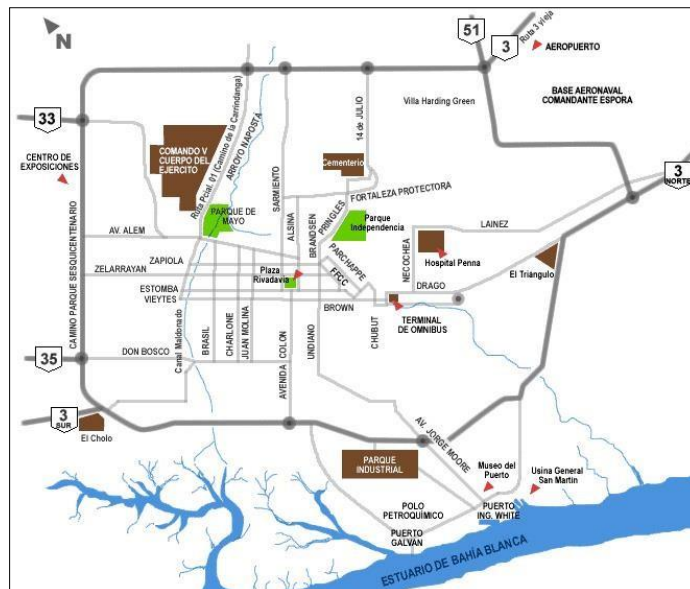 N
51
3
Ruta 3 vieja
AEROPUERTO
BASE AERONAVAL
COMANDANTE ESPORA
Villa Harding Green
33
CENTRO DE
EXPOSICIONES
COMANDO V
CUERPO DEL
EJERCITO
Ruta Pcial. 01 (Camino de la Carrindanga)
ARROYO NAPOSTÁ
SARMIENTO
14 de JULIO
Cementerio
FORTALEZA PROTECTORA
3
NORTE
PARQUE DE
MAYO
ALSINA
BRANDSEN
PRINGLES
Parque
Independencia
LAINEZ
AV. ALEM
PARCHAPPE
NECOCHEA
Hospital Penna
El Triángulo
ZAPIOLA
ZELARRAYAN
Plaza
Rivadavia
FFCC
DRAGO
ESTOMBA
VIEYTES
BROWN
TERMINAL
DE OMNIBUS
CAMINO PARQUE SESQUICENTENARIO
Canal Maldonado
BRASIL
CHARLONE
JUAN MOLINA
AVENIDA COLON
UNDIANO
CHUBUT
35
DON BOSCO
3
SUR
El Cholo
AV. JORGE MOORE
PARQUE
INDUSTRIAL
Museo del
Puerto
Usina General
San Martín
POLO
PETROQUÍMICO
PUERTO
ING. WHITE
PUERTO
GALVAN
ESTUARIO DE BAHÍA BLANCA